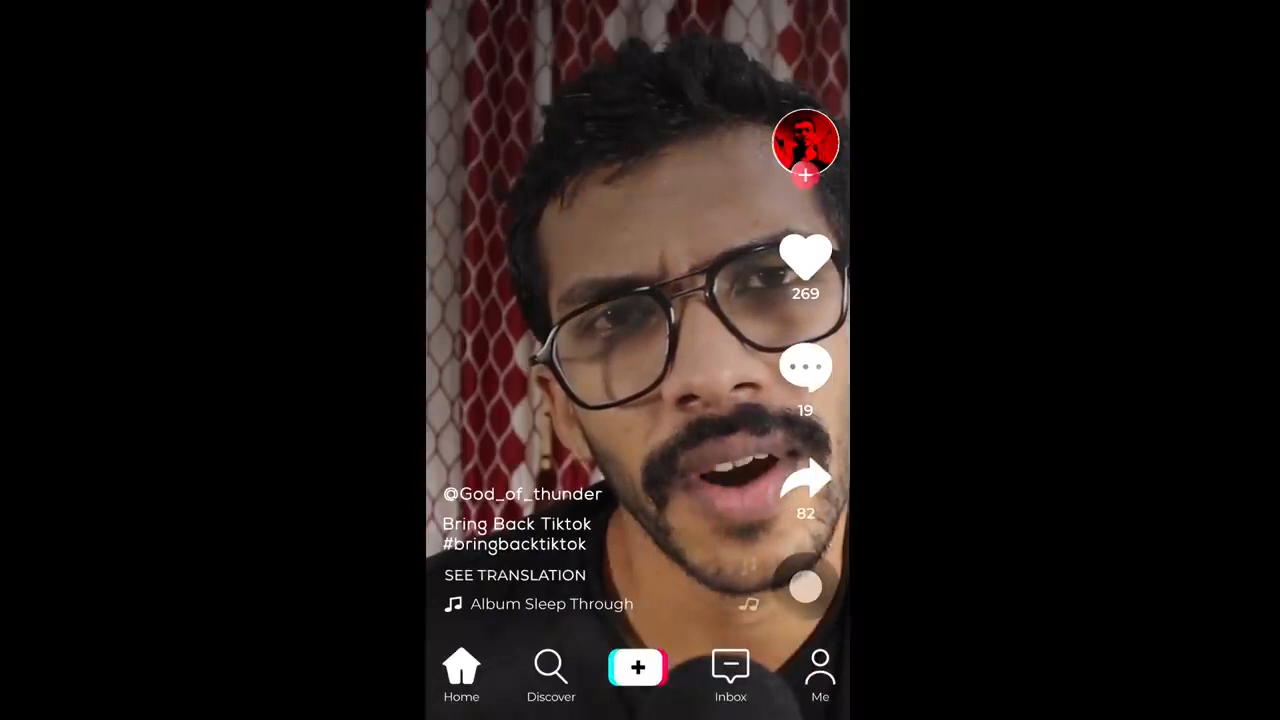 269
19
82
@God_of_thunder
Bring Back Tiktok
#bringbacktiktok
SEE TRANSLATION
Album Sleep Through
Home Discover Inbox Me